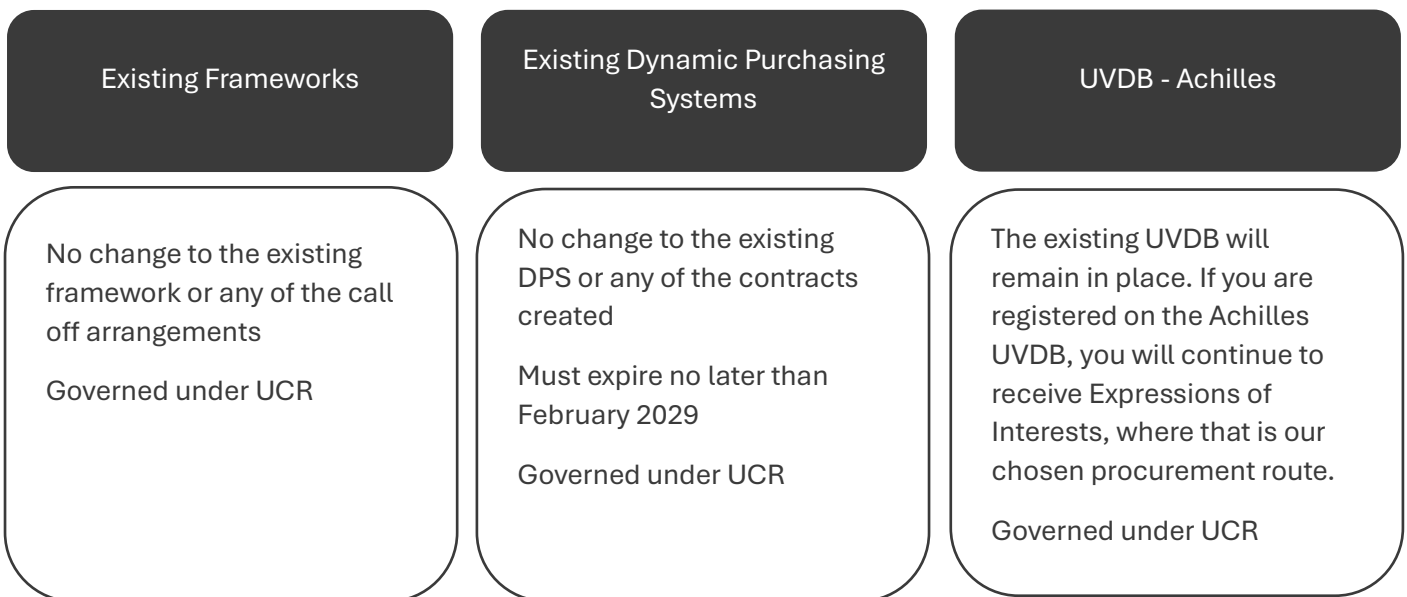 Existing Frameworks
No change to the existing
framework or any of the call
off arrangements
Governed under UCR
Existing Dynamic Purchasing
Systems
No change to the existing
DPS or any of the contracts
created
Must expire no later than
February 2029
Governed under UCR
UVDB - Achilles
The existing UVDB will
remain in place. If you are
registered on the Achilles
UVDB, you will continue to
receive Expressions of
Interests, where that is our
chosen procurement route.
Governed under UCR